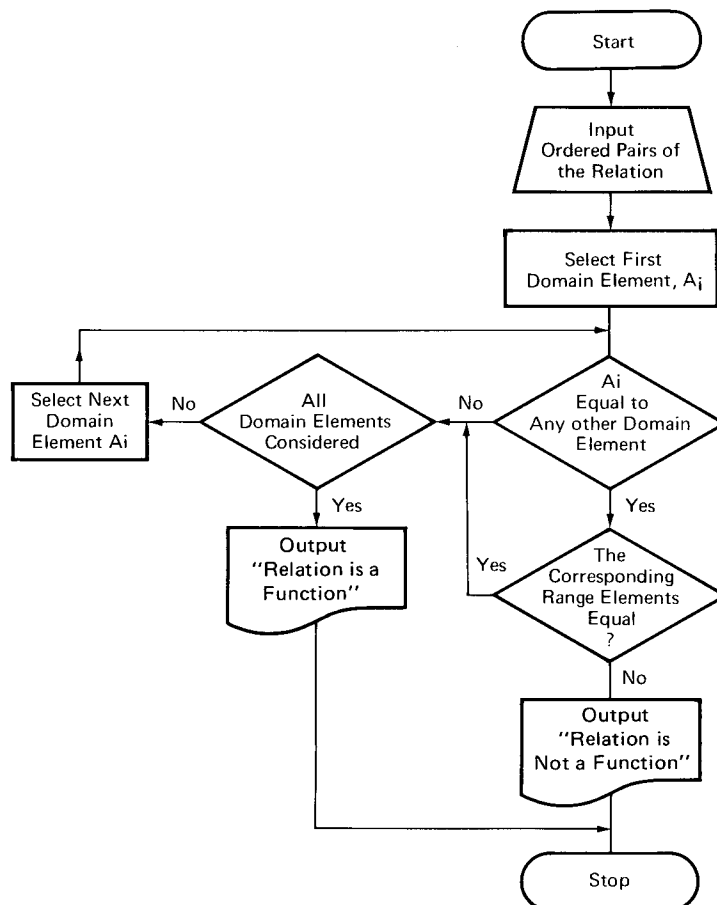 Start
Input
Ordered Pairs of
the Relation
Select First
Domain Element, Ai
Ai
Equal to
Any other Domain
Element
No
Yes
All
Domain Elements
Considered
No
Yes
Select Next
Domain
Element Ai
The
Corresponding
Range Elements
Equal
?
Yes
No
Output
"Relation is a
Function"
Output
"Relation is
Not a Function"
Stop